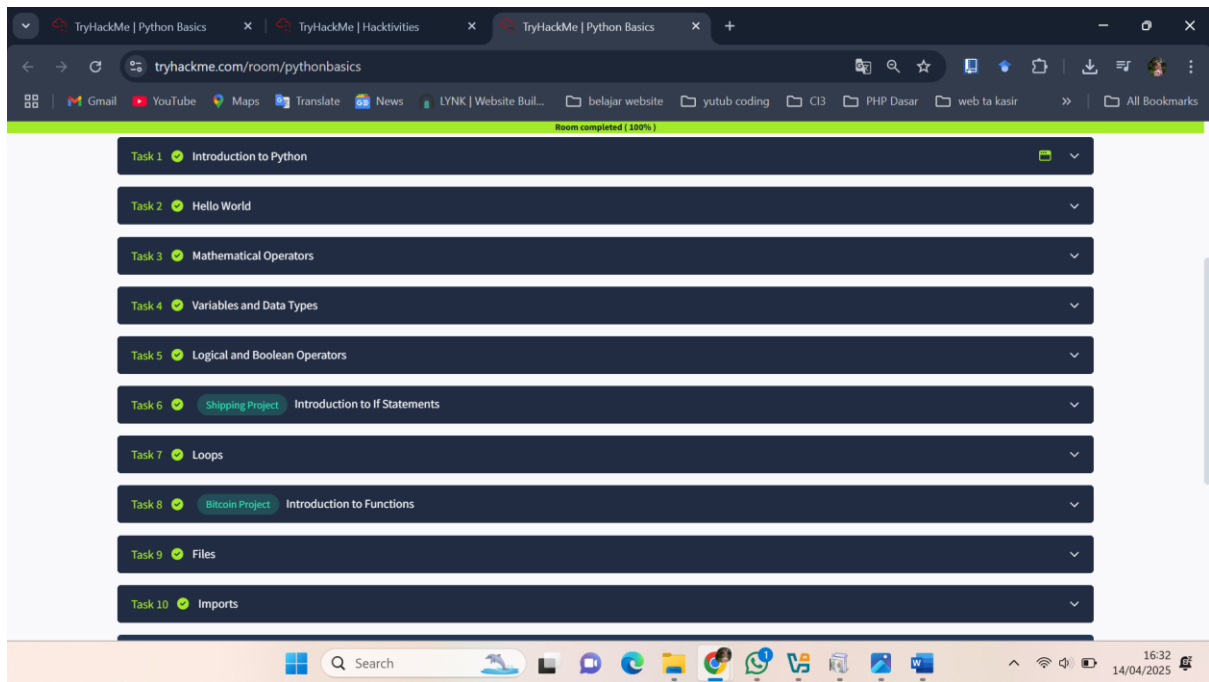 TryHackMe | Python Basics
TryHackMe | Hacktivities
TryHackMe | Python Basics
tryhackme.com/room/pythonbasics
Gmail
YouTube
Maps
Translate
News
LYNK | Website Buil...
belajar website
yutub coding
CI3
PHP Dasar
web ta kasir
All Bookmarks
Room completed ( 100% )
Task 1 Introduction to Python
Task 2 Hello World
Task 3 Mathematical Operators
Task 4 Variables and Data Types
Task 5 Logical and Boolean Operators
Task 6 Shipping Project Introduction to If Statements
Task 7 Loops
Task 8 Bitcoin Project Introduction to Functions
Task 9 Files
Task 10 Imports
Search
16:32
14/04/2025